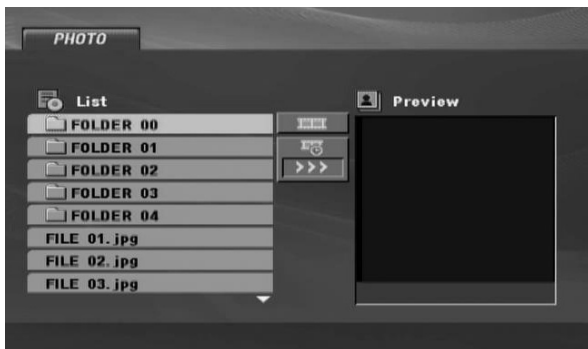 PHOTO
List
FOLDER 00
FOLDER 01
FOLDER 02
FOLDER 03
FOLDER 04
FILE 01.jpg
FILE 02.jpg
FILE 03.jpg
>>>
Preview